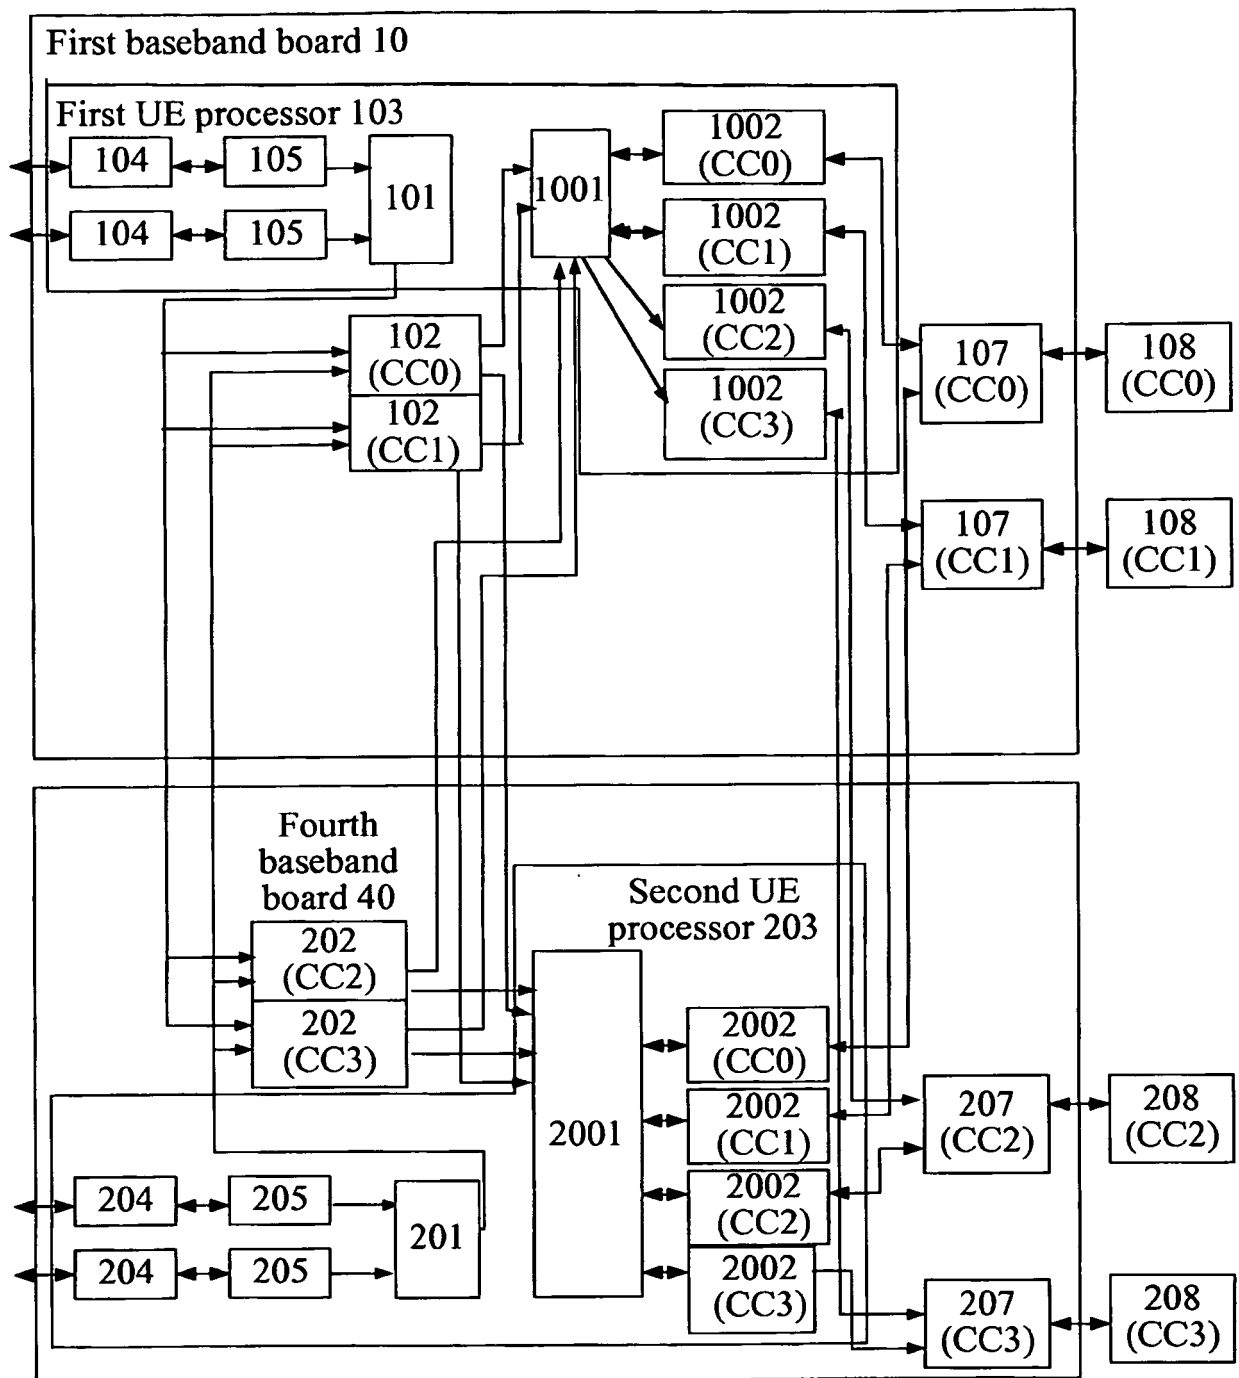 First baseband board 10
First UE processor 103
104
105
104
105
101
1001
1002
(CC0)
1002
(CC1)
1002
(CC2)
1002
(CC3)
102
(CC0)
102
(CC1)
107
(CC0)
108
(CC0)
107
(CC1)
108
(CC1)
Fourth
baseband
board 40
202
(CC2)
202
(CC3)
Second UE
processor 203
2001
2002
(CC0)
2002
(CC1)
2002
(CC2)
2002
(CC3)
204
205
204
205
201
207
(CC2)
208
(CC2)
207
(CC3)
208
(CC3)